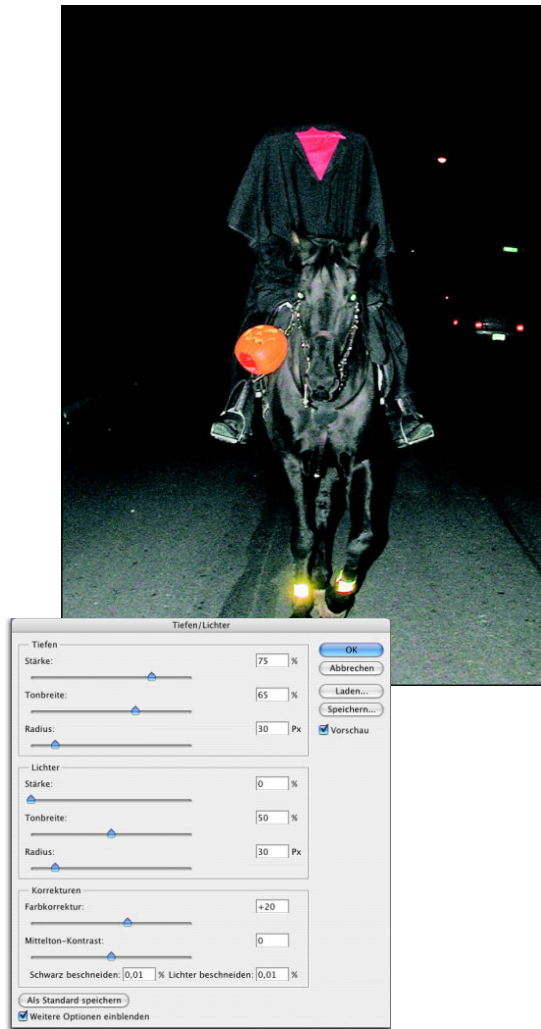 Tiefen/Lichter
Tiefen
Stärke: 75 %
Tonbreite: 65 %
Radius: 30 Px
Lichter
Stärke: 0 %
Tonbreite: 50 %
Radius: 30 Px
Korrekturen
Farbkorrektur: +20
Mittelton-Kontrast: 0
Schwarz beschneiden: 0,01 % Lichter beschneiden: 0,01 %
Als Standard speichern
Weitere Optionen einblenden
OK
Abbrechen
Laden...
Speichern...
Vorschau